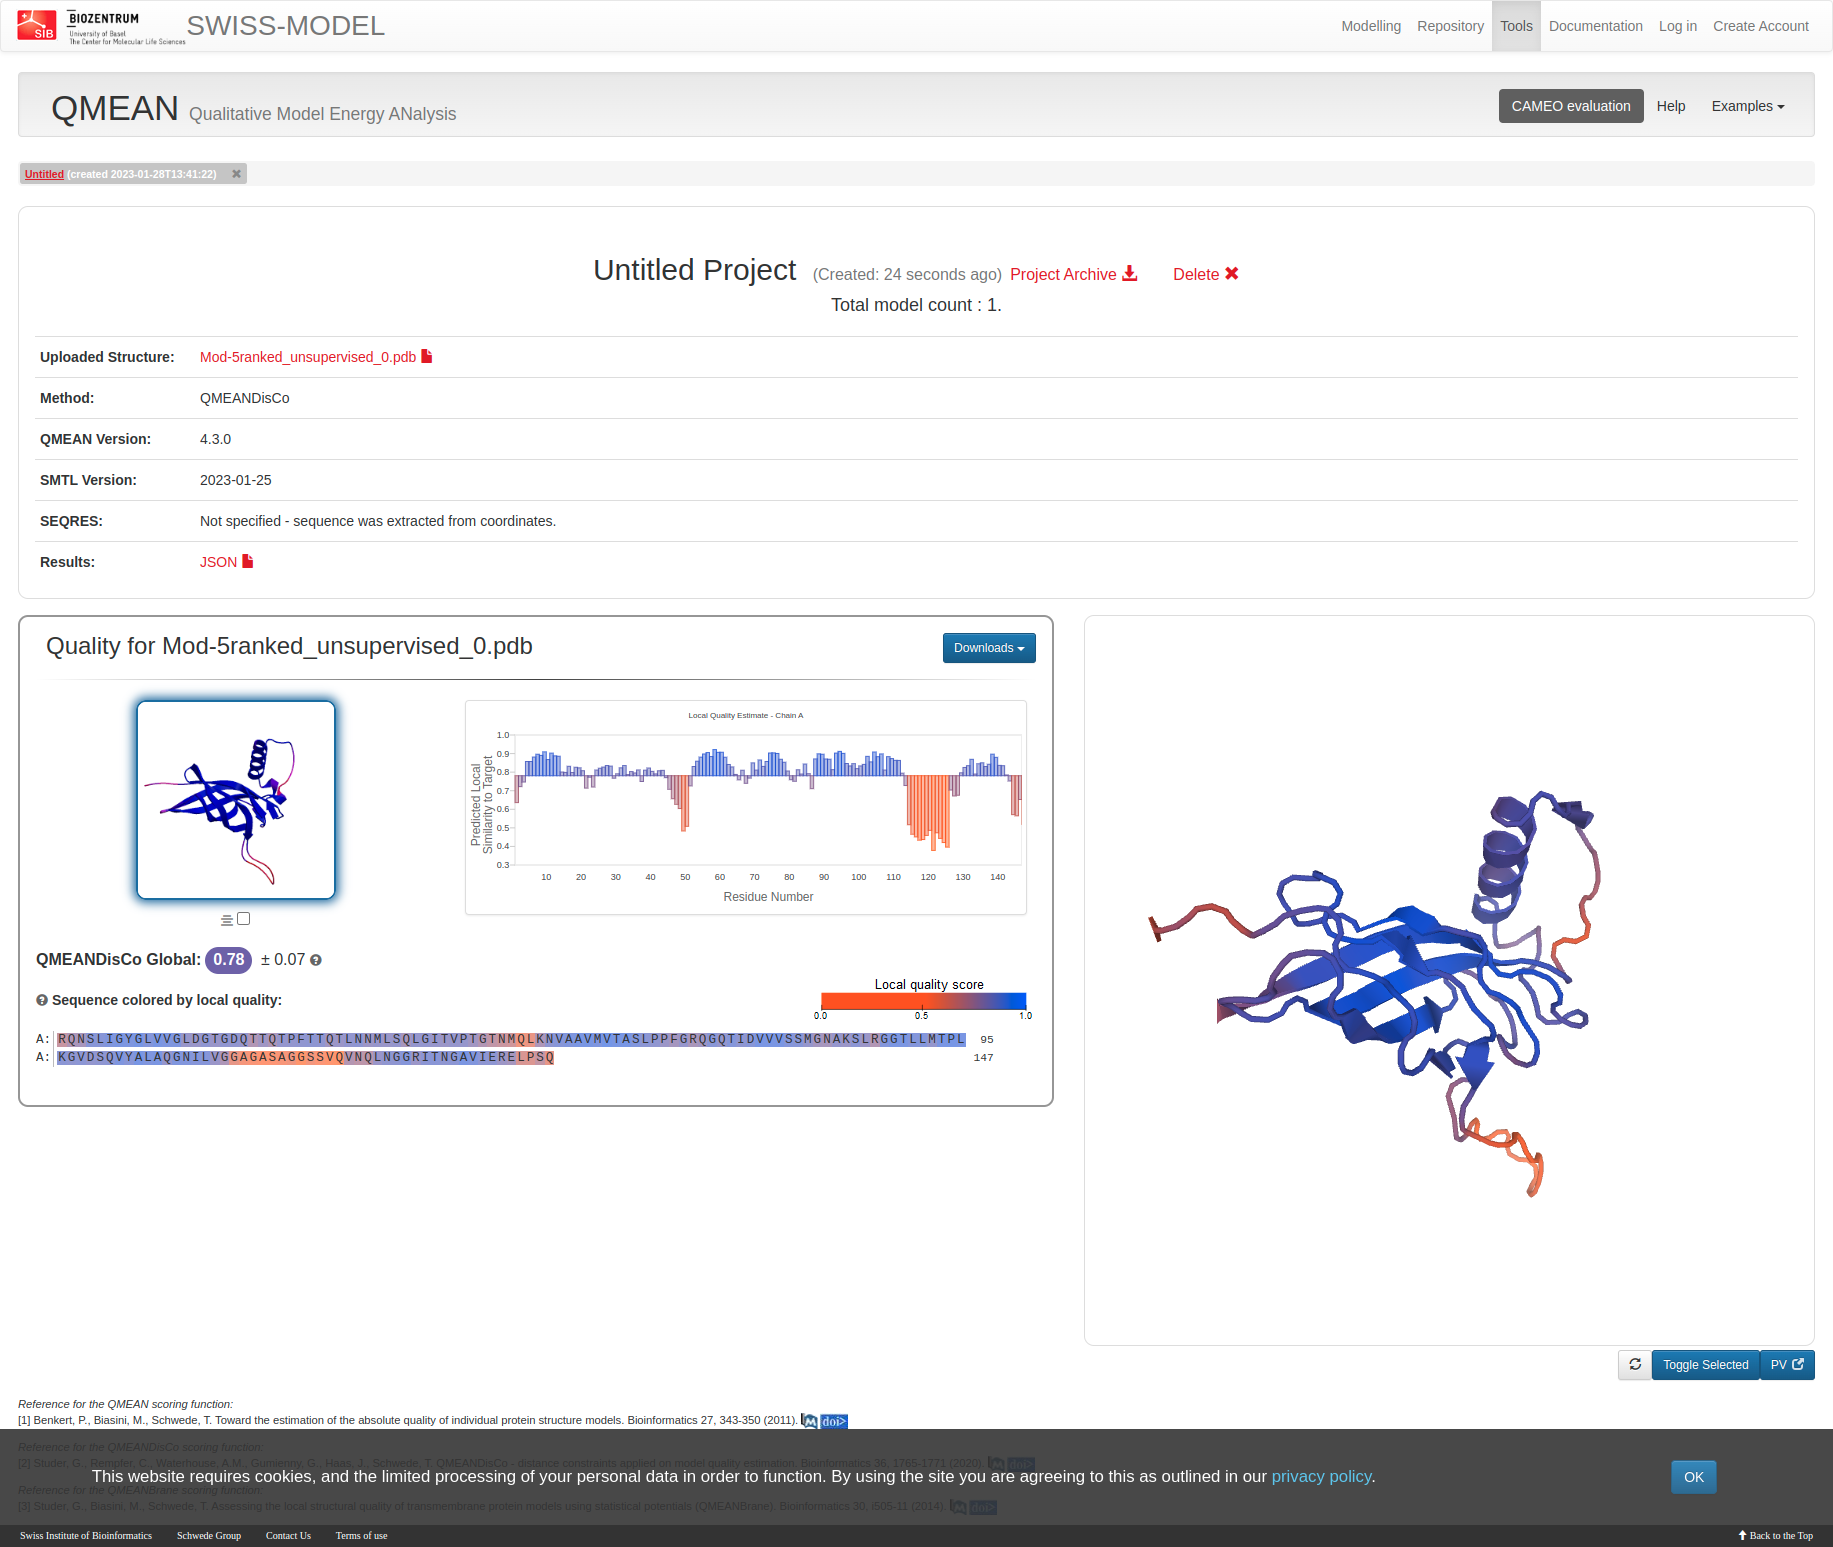 SIB
BIOZENTRUM
University of Basel
The Center for Molecular Life Sciences
SWISS-MODEL
Modelling Repository Tools Documentation Log in Create Account
QMEAN Qualitative Model Energy ANalysis
CAMEO evaluation Help Examples
Untitled (created 2023-01-28T13:41:22)
Untitled Project (Created: 24 seconds ago) Project Archive Delete
Total model count : 1.
Uploaded Structure: Mod-5ranked_unsupervised_0.pdb
Method: QMEANDisCo
QMEAN Version: 4.3.0
SMTL Version: 2023-01-25
SEQRES: Not specified - sequence was extracted from coordinates.
Results: JSON
Quality for Mod-5ranked_unsupervised_0.pdb
Downloads
Local Quality Estimate - Chain A
Predicted Local
Similarity to Target
1.0
0.9
0.8
0.7
0.6
0.5
0.4
0.3
10 20 30 40 50 60 70 80 90 100 110 120 130 140
Residue Number
QMEANDisCo Global: 0.78 ± 0.07
Sequence colored by local quality:
Local quality score
0.0 0.5 1.0
A: RQNSLIGYGLVVGLDGTGDQTTQTPFTTQTLNNMLSQLGITVPTGTNMQLKNVAAVMVTASLPPFGRQGQTIDVVVSSMGNAKSLRGGTLLMTPL 95
A: KGVDSQVYALAQGNILVGGAGASAGGSSVQVNQLNGGRITNGAVIERELPSQ 147
Toggle Selected PV
Reference for the QMEAN scoring function:
[1] Benkert, P., Biasini, M., Schwede, T. Toward the estimation of the absolute quality of individual protein structure models. Bioinformatics 27, 343-350 (2011). M doi>
Reference for the QMEANDisCo scoring function:
[2] Studer, G., Rempfer, C., Waterhouse, A.M., Gumienny, G., Haas, J., Schwede, T. QMEANDisCo - distance constraints applied on model quality estimation. Bioinformatics 36, 1765-1771 (2020). M doi>
This website requires cookies, and the limited processing of your personal data in order to function. By using the site you are agreeing to this as outlined in our privacy policy.
OK
Reference for the QMEANBrane scoring function:
[3] Studer, G., Biasini, M., Schwede, T. Assessing the local structural quality of transmembrane protein models using statistical potentials (QMEANBrane). Bioinformatics 30, i505-11 (2014). M doi>
Swiss Institute of Bioinformatics Schwede Group Contact Us Terms of use Back to the Top